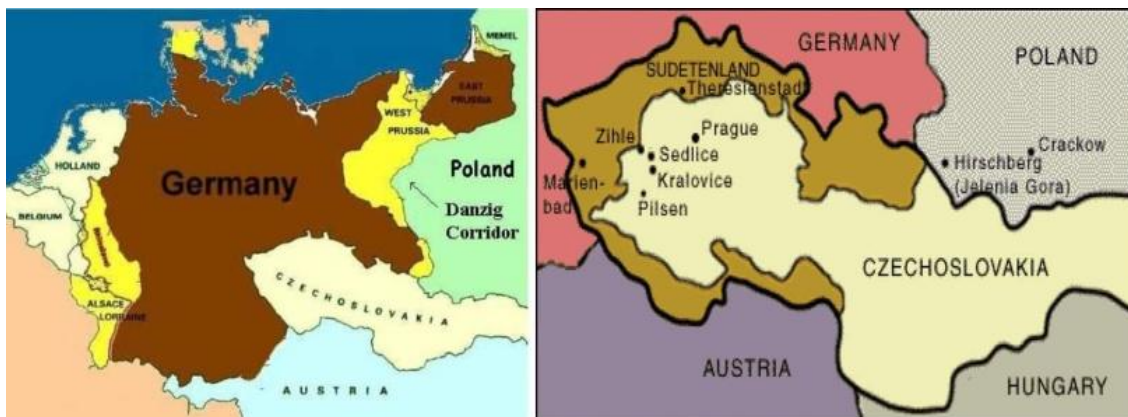 MEMEL
EAST
PRUSSIA
WEST
PRUSSIA
HOLLAND
Germany
Poland
BELGIUM
Danzig
Corridor
ALSACE
LORRAINE
CZECHOSLOVAKIA
AUSTRIA
GERMANY
POLAND
SUDETENLAND
Theresienstadt
Zihle
Prague
Sedlice
Crackow
Hirschberg
(Jelenia Gora)
Marien-
bad
Kralovice
Pilsen
CZECHOSLOVAKIA
AUSTRIA
HUNGARY